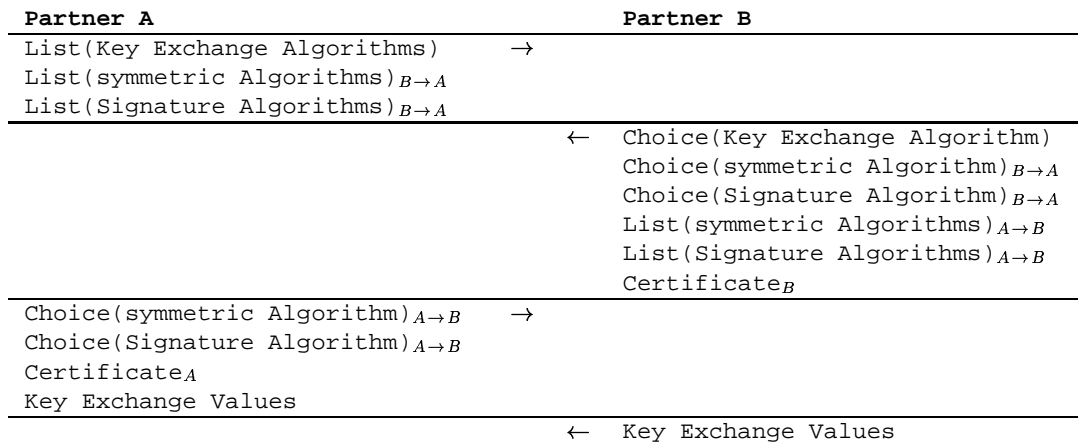 Partner A Partner B
List(Key Exchange Algorithms) →
List(symmetric Algorithms)B→A
List(Signature Algorithms)B→A
← Choice(Key Exchange Algorithm)
Choice(symmetric Algorithm)B→A
Choice(Signature Algorithm)B→A
List(symmetric Algorithms)A→B
List(Signature Algorithms)A→B
CertificateB
Choice(symmetric Algorithm)A→B →
Choice(Signature Algorithm)A→B
CertificateA
Key Exchange Values
← Key Exchange Values